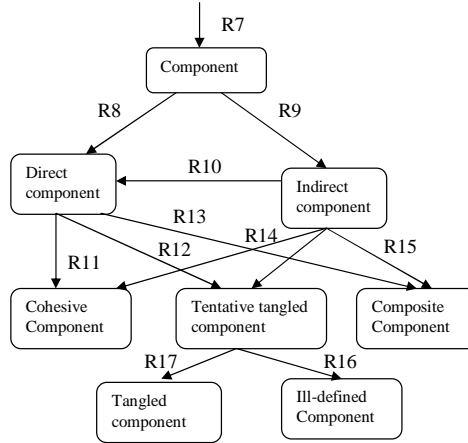 R7
Component
R8
R9
R10
Direct
component
Indirect
component
R13
R14
R15
R12
R11
Cohesive
Component
Tentative tangled
component
Composite
Component
R17
R16
Tangled
component
Ill-defined
Component